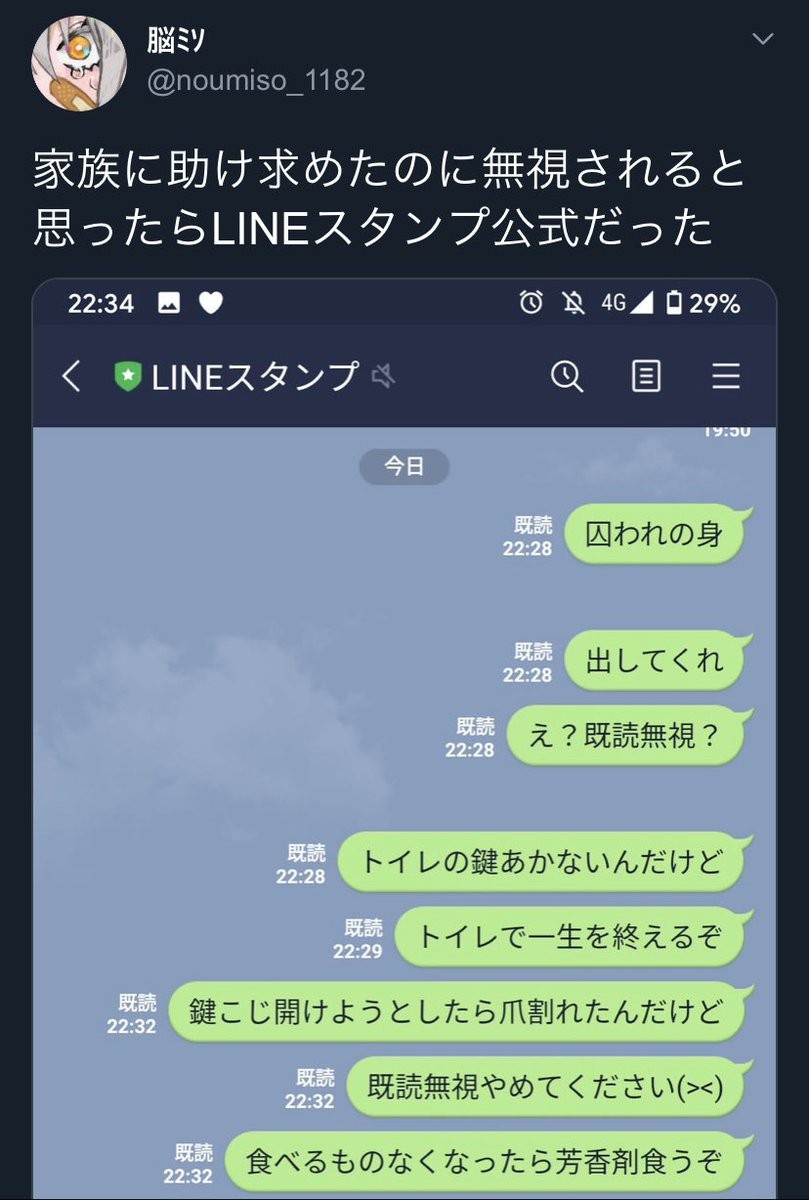 脳ﾐｿ
@noumiso_1182
家族に助け求めたのに無視されると
思ったらLINEスタンプ公式だった
22:34 4G 29%
LINEスタンプ
19:50
今日
既読
22:28
囚われの身
既読
22:28
出してくれ
既読
22:28
え？既読無視？
既読
22:28
トイレの鍵あかないんだけど
既読
22:29
トイレで一生を終えるぞ
既読
22:32
鍵こじ開けようとしたら爪割れたんだけど
既読
22:32
既読無視やめてください(><)
既読
22:32
食べるものなくなったら芳香剤食うぞ